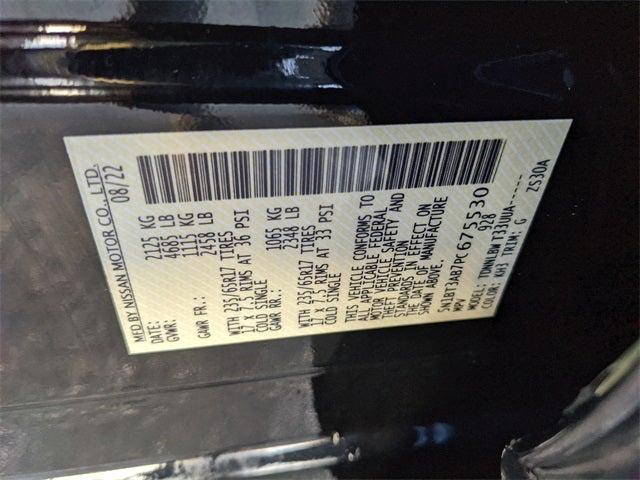 MFD BY NISSAN MOTOR CO., LTD.
DATE: 08/22
GVWR: 2125 KG
4685 LB
GAWR FR.: 1115 KG
2458 LB
WITH 235/65R17 TIRES
17 X 7.5 RIMS AT 36 PSI
COLD SINGLE
GAWR RR.: 1065 KG
2348 LB
WITH 235/65R17 TIRES
17 X 7.5 RIMS AT 33 PSI
COLD SINGLE
THIS VEHICLE CONFORMS TO
ALL APPLICABLE FEDERAL
MOTOR VEHICLE SAFETY AND
THEFT PREVENTION
STANDARDS IN EFFECT ON
THE DATE OF MANUFACTURE
SHOWN ABOVE.
5N1BT3AB7PC675530
MPV 928
MODEL: TDNNLBW T33NUA------
COLOR: KH3 TRIM: G ZS30A